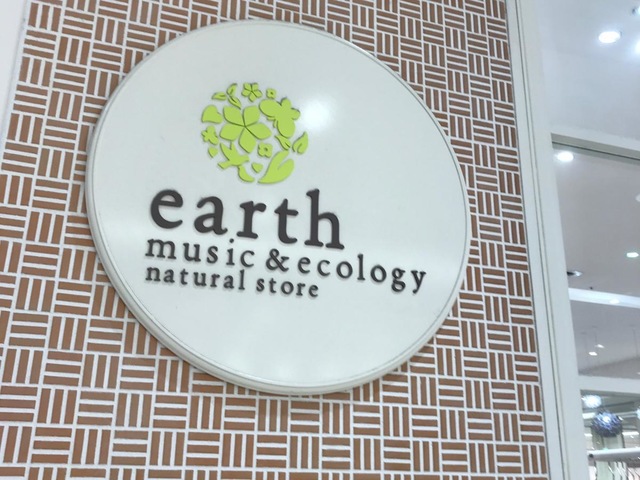 earth
music & ecology
natural store